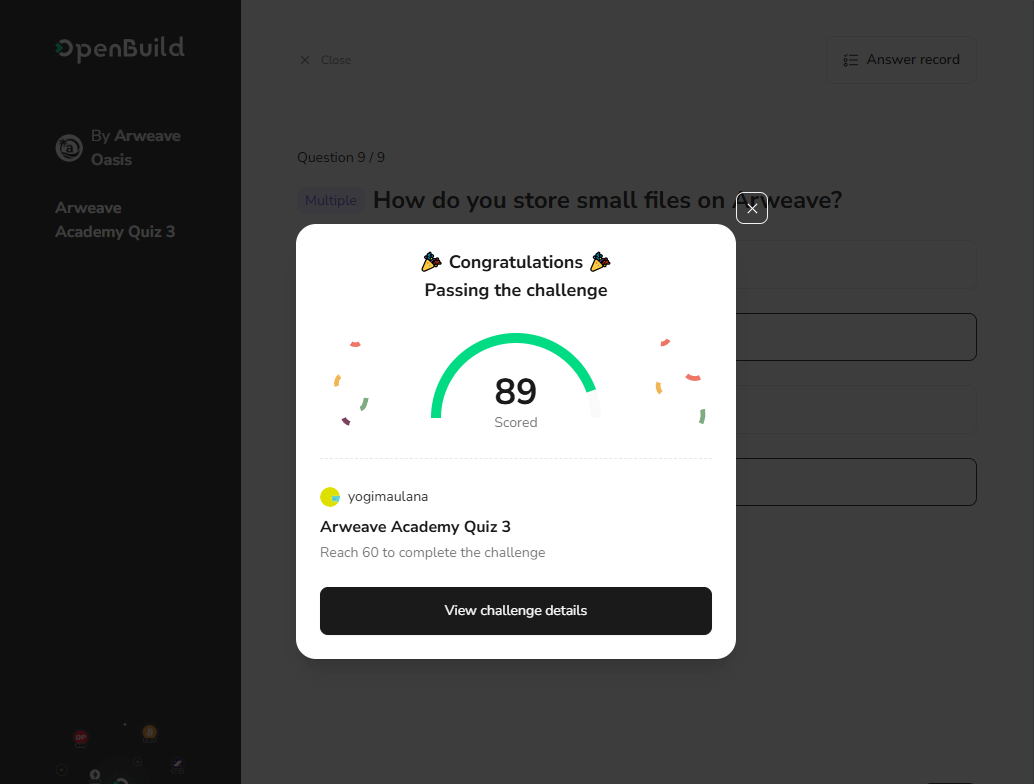 OpenBuild
Close
Answer record
By Arweave
Oasis
Arweave
Academy Quiz 3
Question 9 / 9
Multiple How do you store small files on Arweave?
Congratulations
Passing the challenge
89
Scored
yogimaulana
Arweave Academy Quiz 3
Reach 60 to complete the challenge
View challenge details
OP